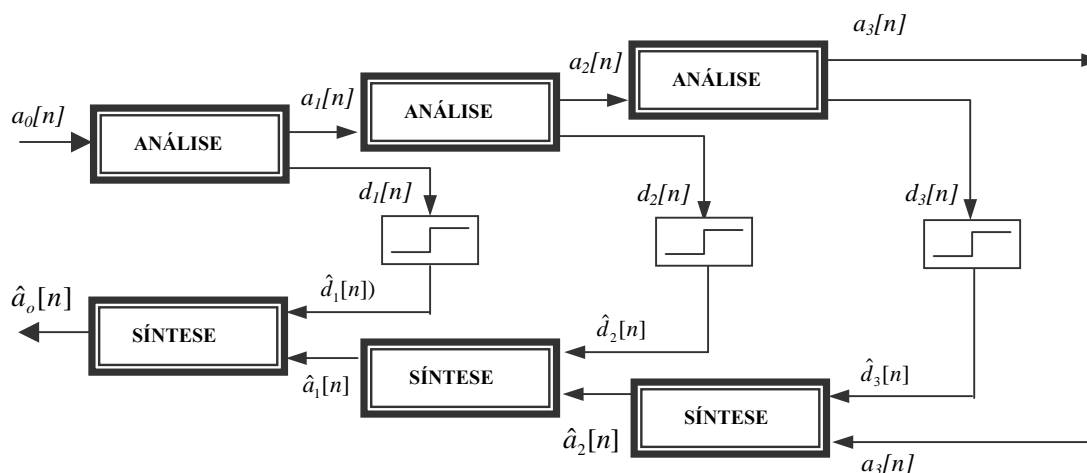 a₃[n]
a₂[n]
ANÁLISE
a₁[n]
ANÁLISE
a₀[n]
ANÁLISE
d₁[n]
d₂[n]
d₃[n]
d̂₁[n])
âₒ[n]
SÍNTESE
d̂₂[n]
â₁[n]
SÍNTESE
d̂₃[n]
SÍNTESE
â₂[n]
a₃[n]